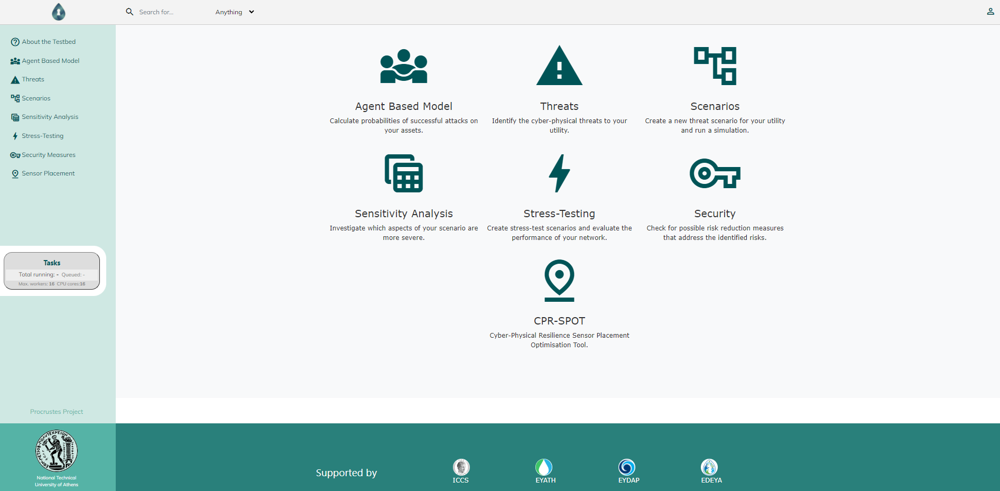 Search for...
Anything
About the Testbed
Agent Based Model
Threats
Scenarios
Sensitivity Analysis
Stress-Testing
Security Measures
Sensor Placement
Tasks
Total running: - Queued: -
Max. workers: 16 CPU cores:16
Procrustes Project
National Technical
University of Athens
Agent Based Model
Calculate probabilities of successful attacks on
your assets.
Threats
Identify the cyber-physical threats to your
utility.
Scenarios
Create a new threat scenario for your utility
and run a simulation.
Sensitivity Analysis
Investigate which aspects of your scenario are
more severe.
Stress-Testing
Create stress-test scenarios and evaluate the
performance of your network.
Security
Check for possible risk reduction measures
that address the identified risks.
CPR-SPOT
Cyber-Physical Resilience Sensor Placement
Optimisation Tool.
Supported by
ICCS
EYATH
EYDAP
EDEYA